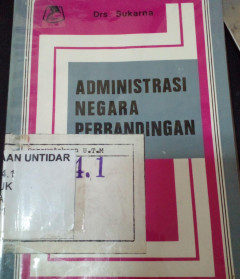 Drs. Sukarna
ADMINISTRASI
NEGARA
PERBANDINGAN
U.T.M
AAN UNTIDAR
4.1
4.1
UK
A